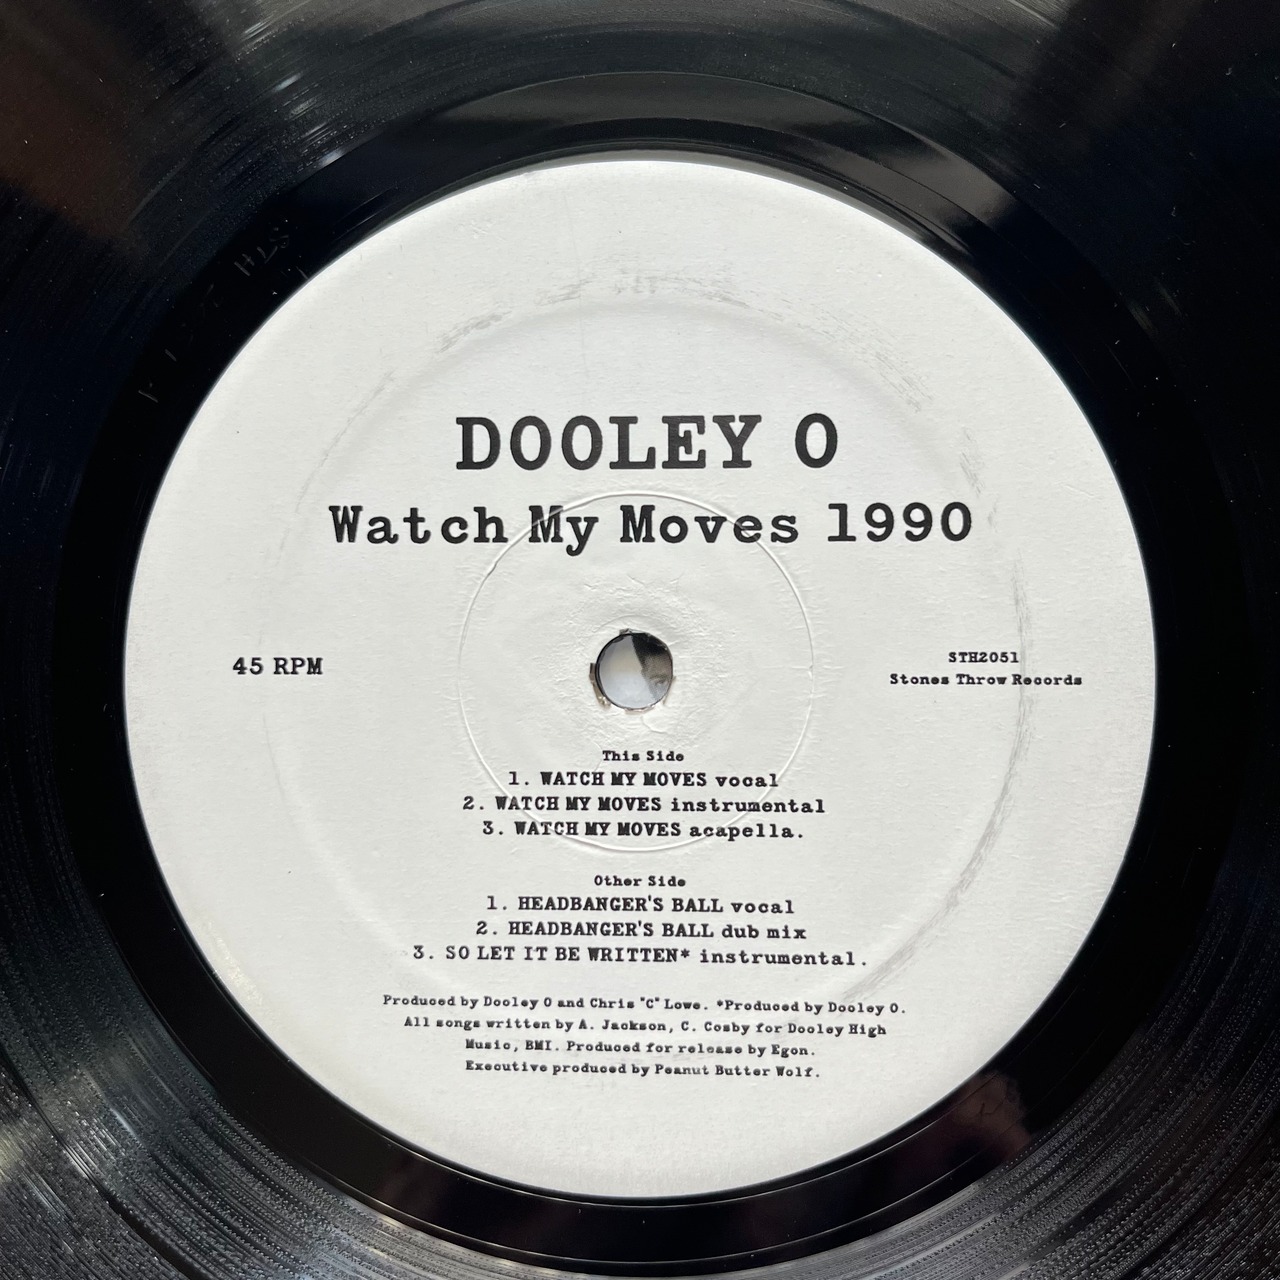 DOOLEY O
Watch My Moves 1990
45 RPM
STH2051
Stones Throw Records
This Side
1. WATCH MY MOVES vocal
2. WATCH MY MOVES instrumental
3. WATCH MY MOVES acapella.
Other Side
1. HEADBANGER'S BALL vocal
2. HEADBANGER'S BALL dub mix
3. SO LET IT BE WRITTEN* instrumental.
Produced by Dooley O and Chris "C" Lowe. *Produced by Dooley O.
All songs written by A. Jackson, C. Cosby for Dooley High
Music, BMI. Produced for release by Egon.
Executive produced by Peanut Butter Wolf.